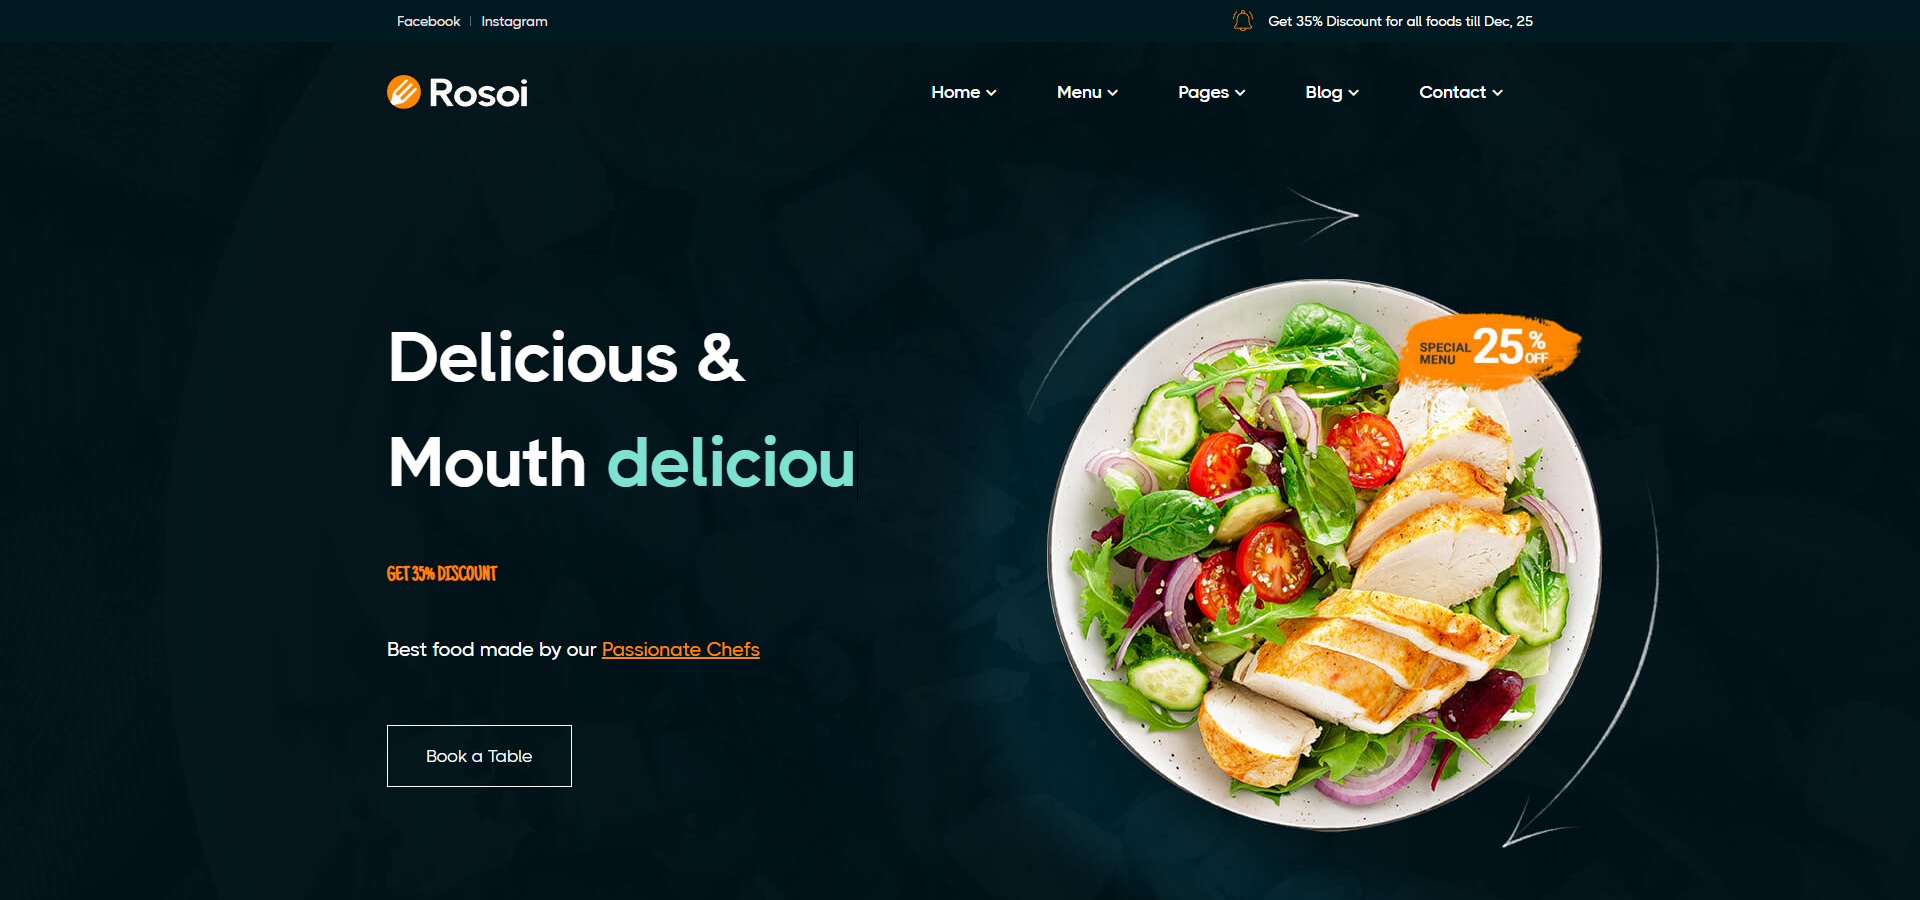 Facebook | Instagram
Get 35% Discount for all foods till Dec, 25
Rosoi
Home
Menu
Pages
Blog
Contact
Delicious &
Mouth deliciou
GET 35% DISCOUNT
Best food made by our Passionate Chefs
Book a Table
SPECIAL
MENU
25%
OFF